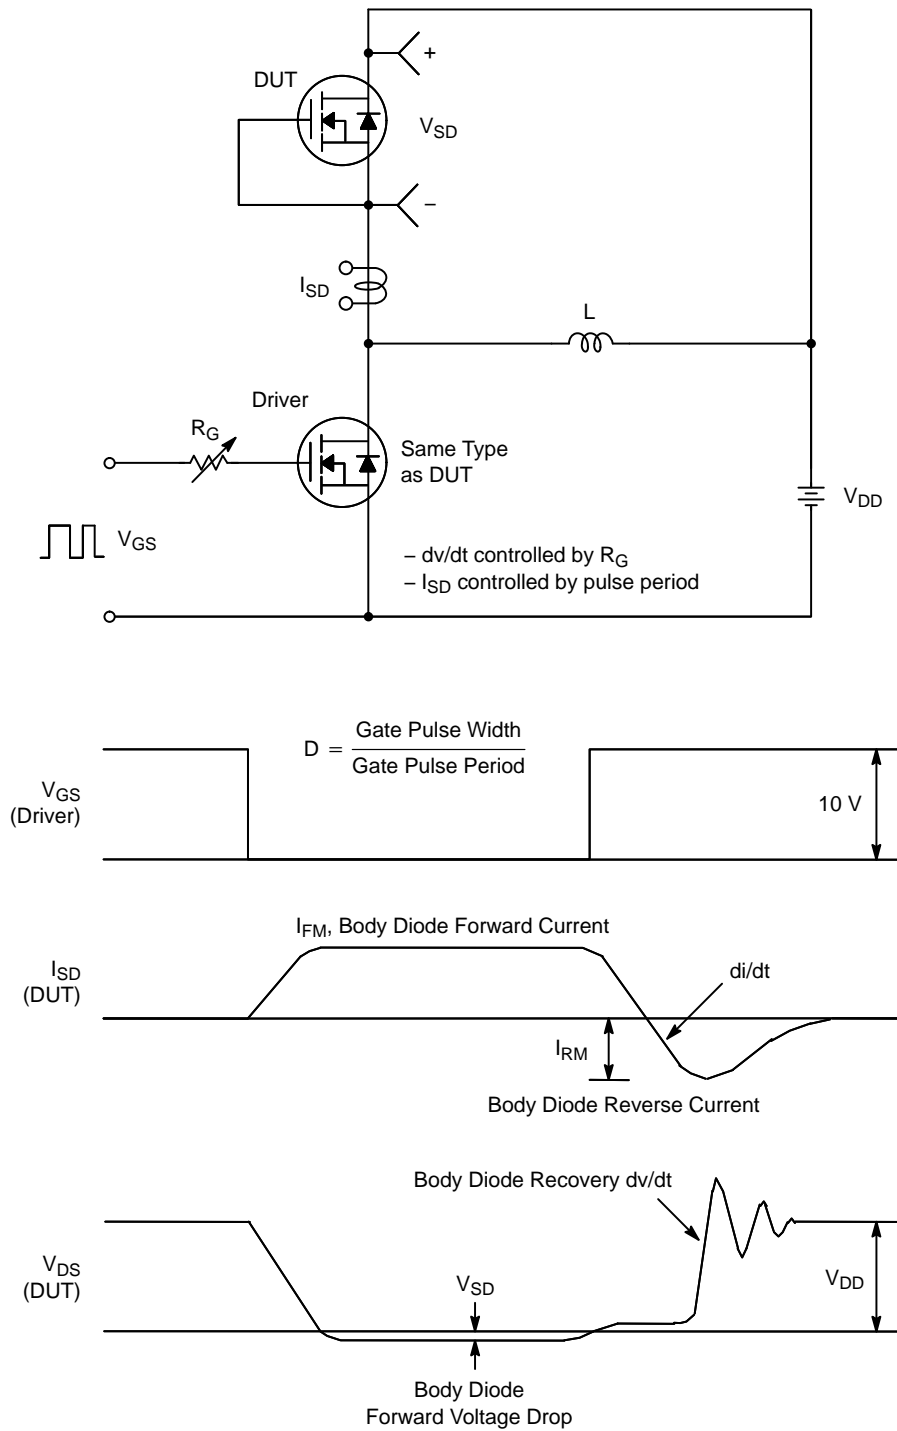 +
DUT
V_SD
–
I_SD
L
Driver
R_G
Same Type
as DUT
V_DD
V_GS
– dv/dt controlled by R_G
– I_SD controlled by pulse period
D = Gate Pulse Width
Gate Pulse Period
V_GS
(Driver)
10 V
I_FM, Body Diode Forward Current
I_SD
(DUT)
di/dt
I_RM
Body Diode Reverse Current
Body Diode Recovery dv/dt
V_DS
(DUT)
V_SD
V_DD
Body Diode
Forward Voltage Drop